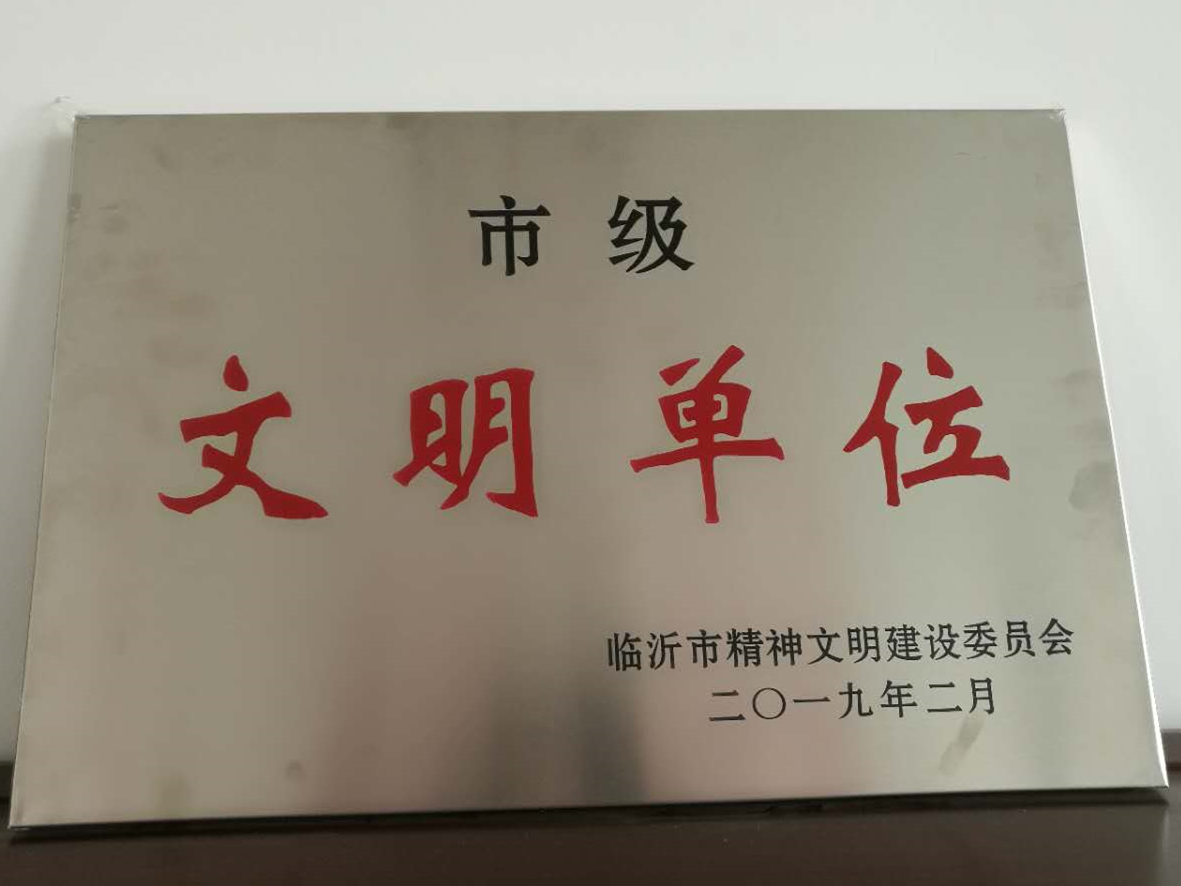 市级
文明单位
临沂市精神文明建设委员会
二〇一九年二月